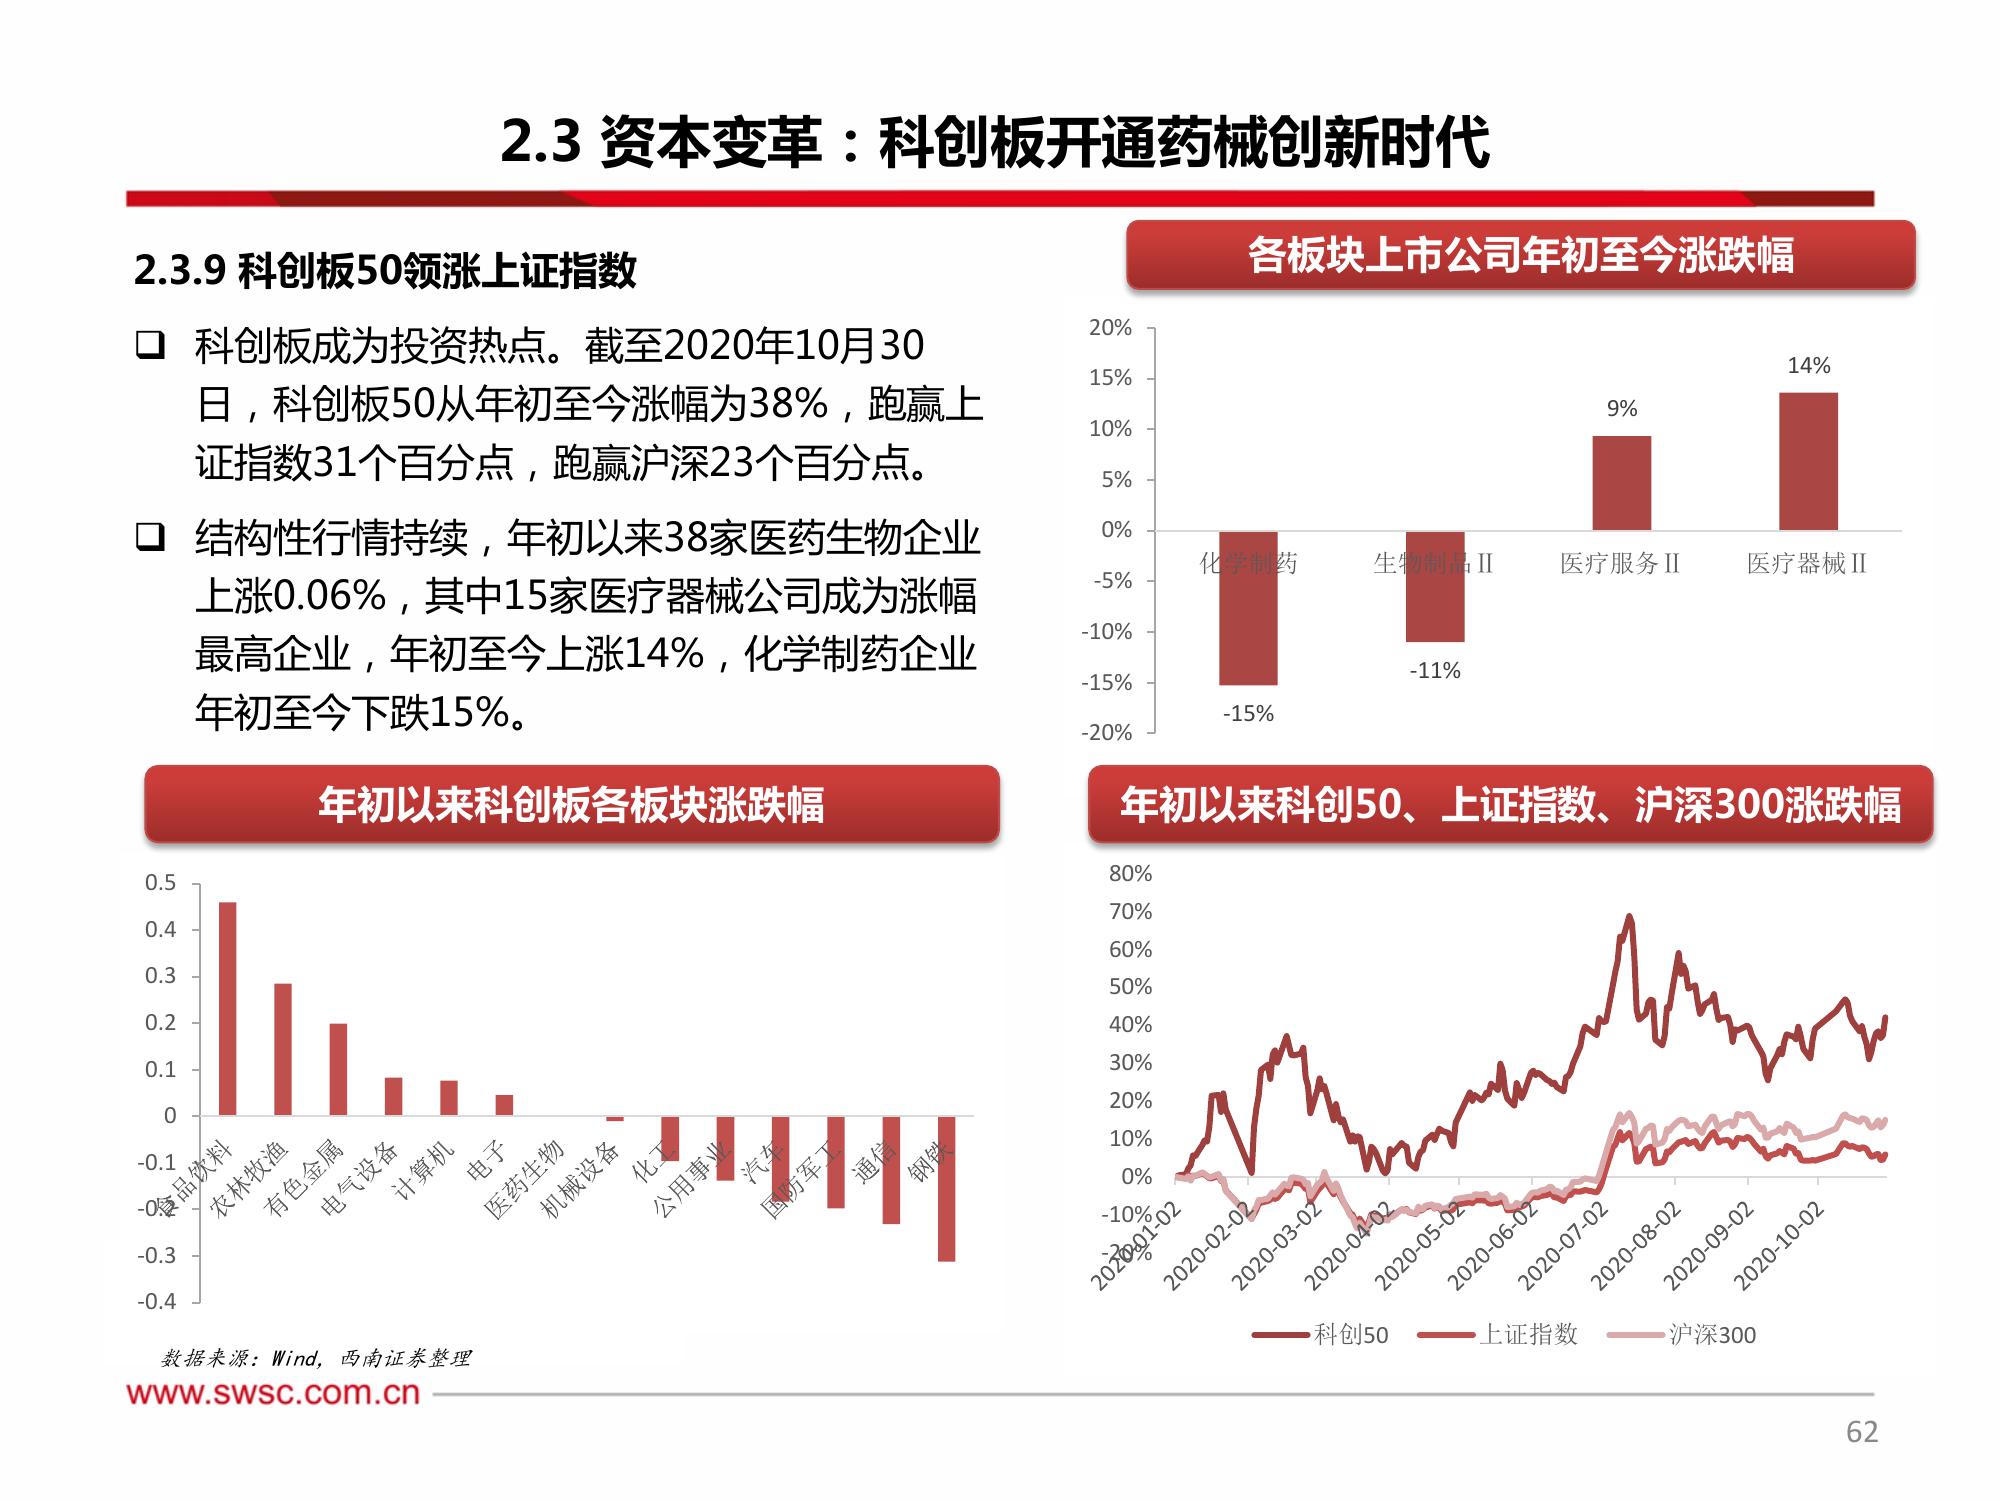 2.3 资本变革：科创板开通药械创新时代
2.3.9 科创板50领涨上证指数
❑ 科创板成为投资热点。截至2020年10月30
日，科创板50从年初至今涨幅为38%，跑赢上
证指数31个百分点，跑赢沪深23个百分点。
❑ 结构性行情持续，年初以来38家医药生物企业
上涨0.06%，其中15家医疗器械公司成为涨幅
最高企业，年初至今上涨14%，化学制药企业
年初至今下跌15%。
各板块上市公司年初至今涨跌幅
20%
15%
10%
5%
0%
-5%
-10%
-15%
-20%
14%
9%
-11%
-15%
化学制药 生物制品Ⅱ 医疗服务Ⅱ 医疗器械Ⅱ
年初以来科创板各板块涨跌幅
0.5
0.4
0.3
0.2
0.1
0
-0.1
-0.2
-0.3
-0.4
食品饮料
农林牧渔
有色金属
电气设备
计算机
电子
医药生物
机械设备
化工
公用事业
汽车
国防军工
通信
钢铁
年初以来科创50、上证指数、沪深300涨跌幅
80%
70%
60%
50%
40%
30%
20%
10%
0%
-10%
-20%
2020-01-02
2020-02-02
2020-03-02
2020-04-02
2020-05-02
2020-06-02
2020-07-02
2020-08-02
2020-09-02
2020-10-02
科创50 上证指数 沪深300
数据来源：Wind，西南证券整理
www.swsc.com.cn
62